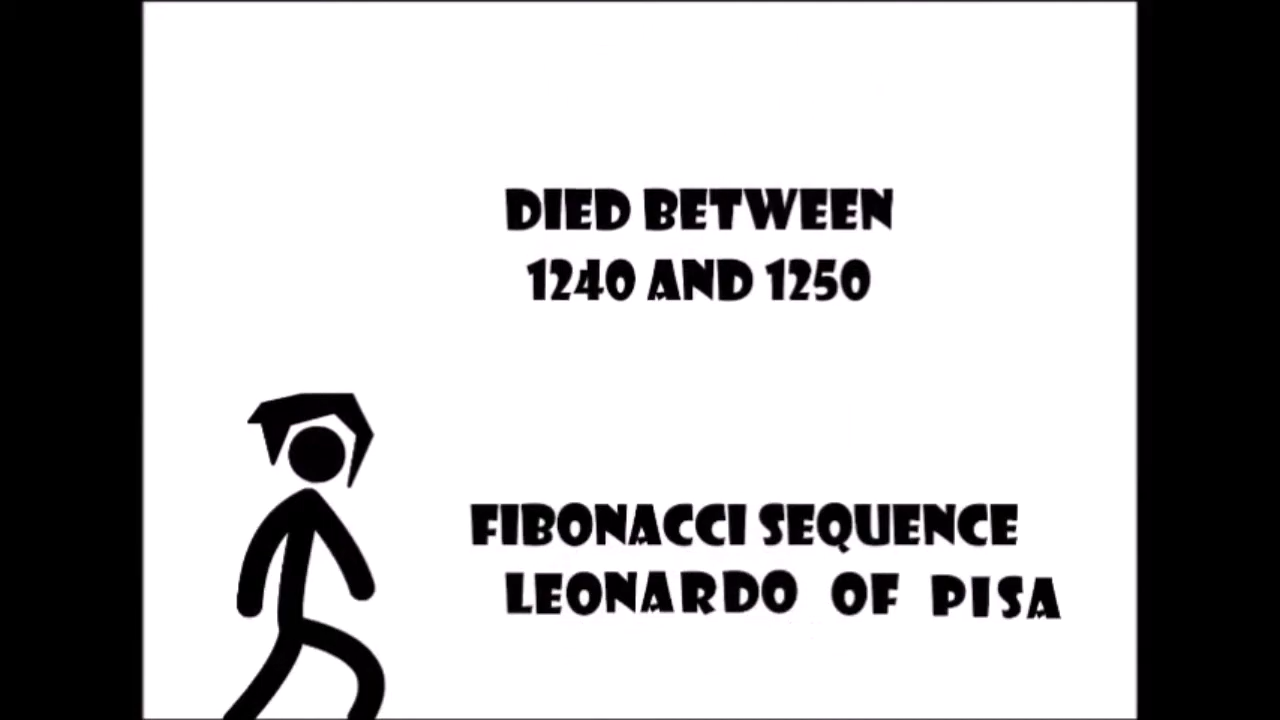 DIED BETWEEN
1240 AND 1250
FIBONACCI SEQUENCE
LEONARDO OF PISA